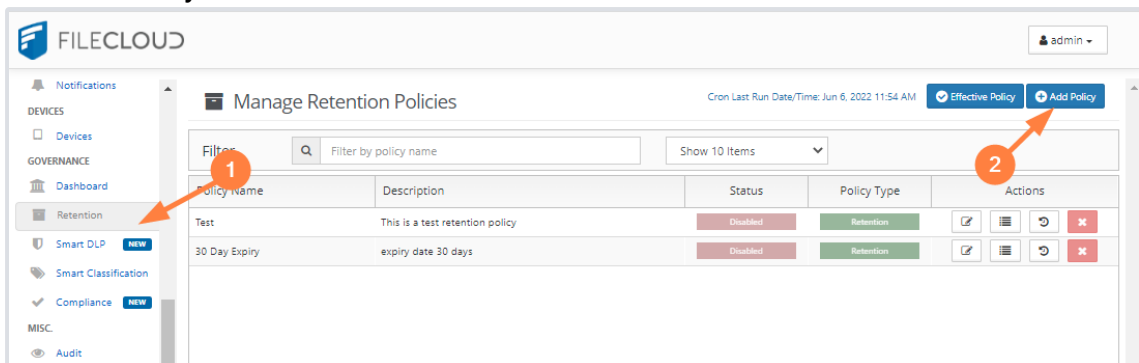 FILECLOUD
admin
Notifications
DEVICES
Devices
GOVERNANCE
Dashboard
Retention
Smart DLP NEW
Smart Classification
Compliance NEW
MISC.
Audit
Manage Retention Policies
Cron Last Run Date/Time: Jun 6, 2022 11:54 AM
Effective Policy
Add Policy
Filter
Filter by policy name
Show 10 Items
1
2
Policy Name Description Status Policy Type Actions
Test This is a test retention policy Disabled Retention
30 Day Expiry expiry date 30 days Disabled Retention